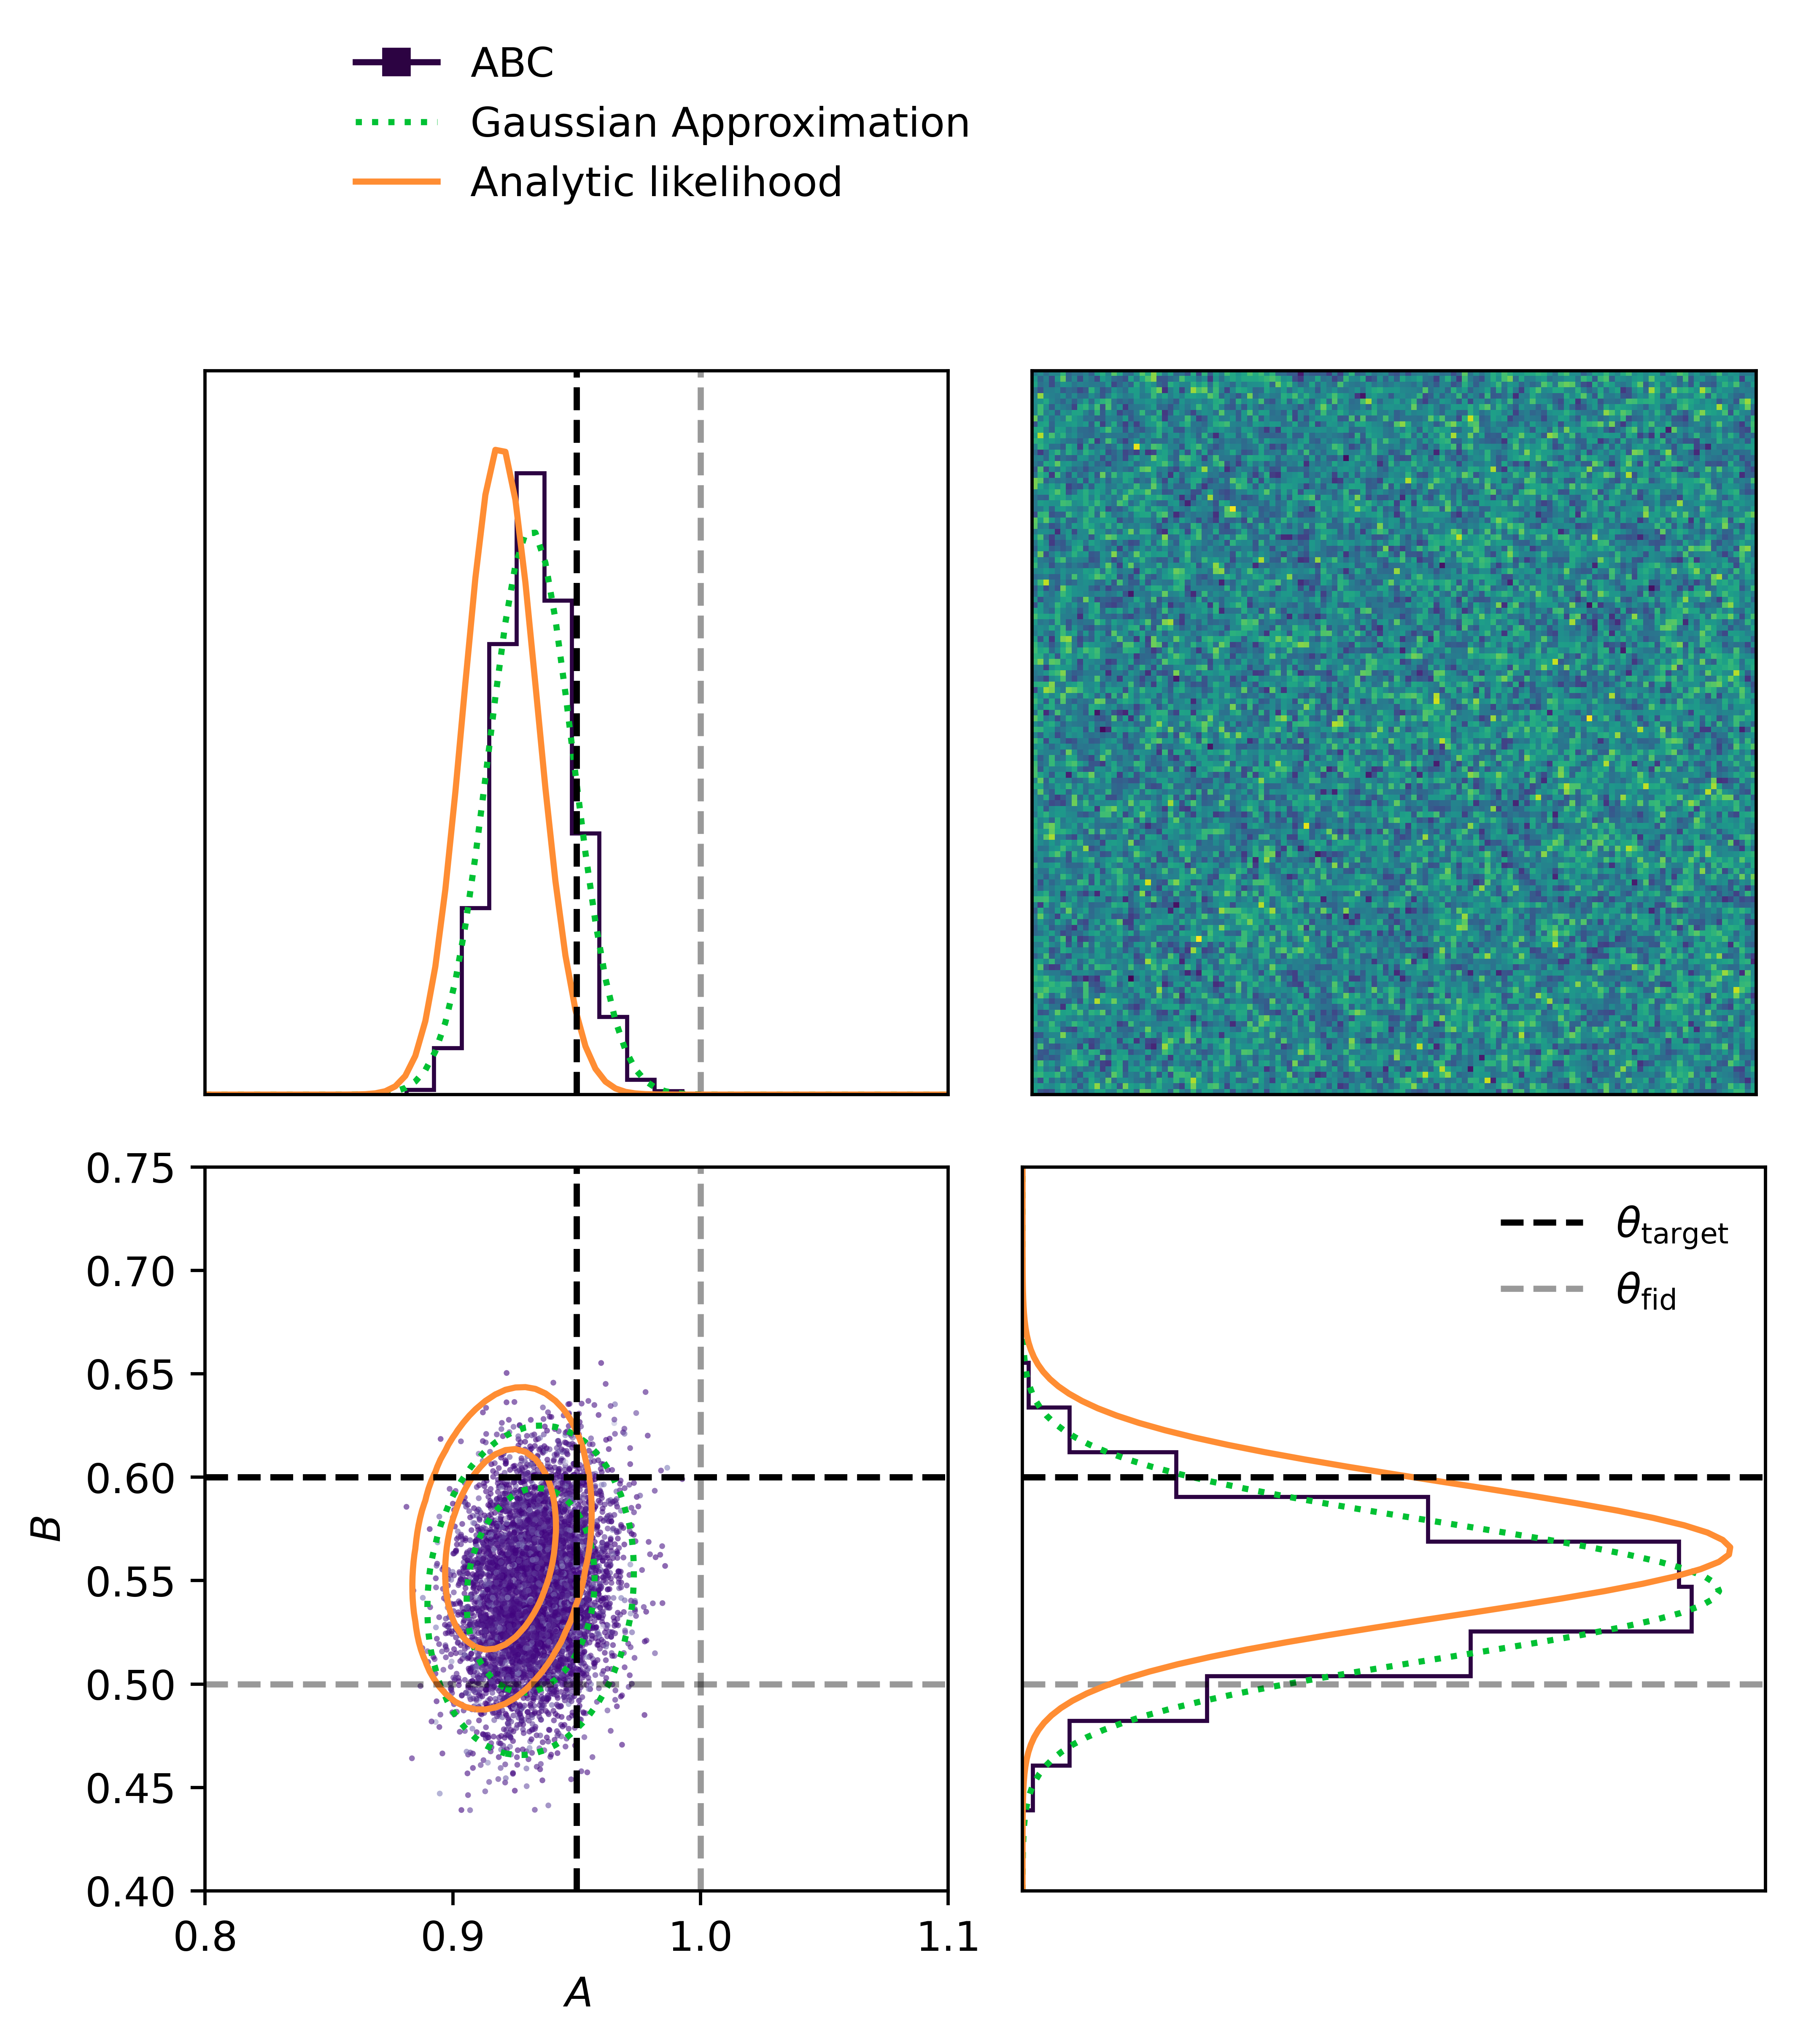 ABC
Gaussian Approximation
Analytic likelihood
0.75
0.70
0.65
0.60
0.55
0.50
0.45
0.40
B
0.8 0.9 1.0 1.1
A
θtarget
θfid